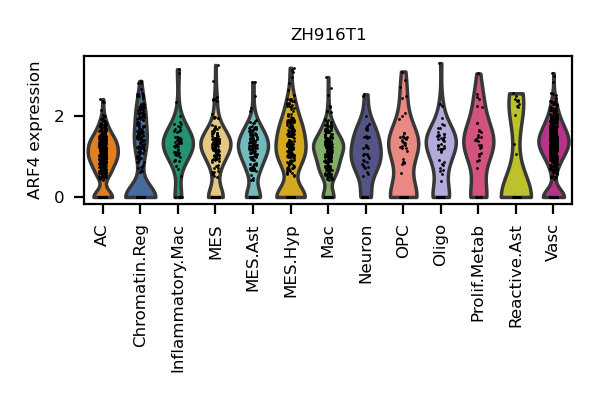 ZH916T1
ARF4 expression
2
0
AC
Chromatin.Reg
Inflammatory.Mac
MES
MES.Ast
MES.Hyp
Mac
Neuron
OPC
Oligo
Prolif.Metab
Reactive.Ast
Vasc